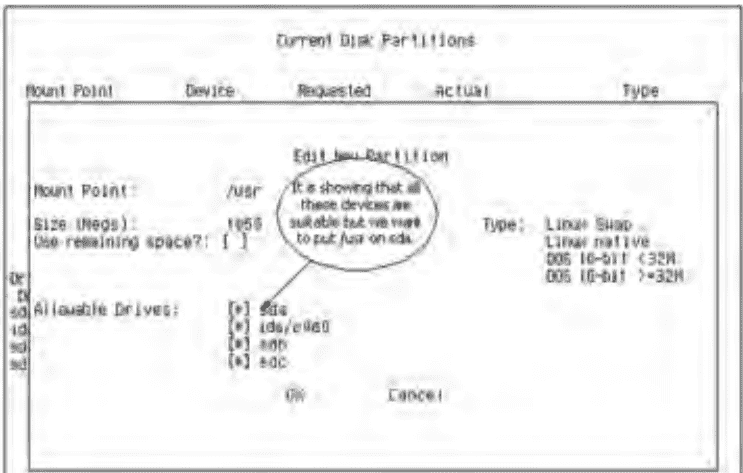 Current Disk Partitions
Mount Point Device Requested Actual Type
Edit New Partition
Mount Point: /usr
It is showing that all
these devices are
suitable but we want
to put /usr on sda.
Size (Megs): 1050
Use remaining space?: [ ]
Type: Linux Swap
Linux native
DOS 16-bit <32M
DOS 16-bit >=32M
Allowable Drives: [*] sda
[*] ida/c0d0
[*] sdb
[*] sdc
Ok Cancel